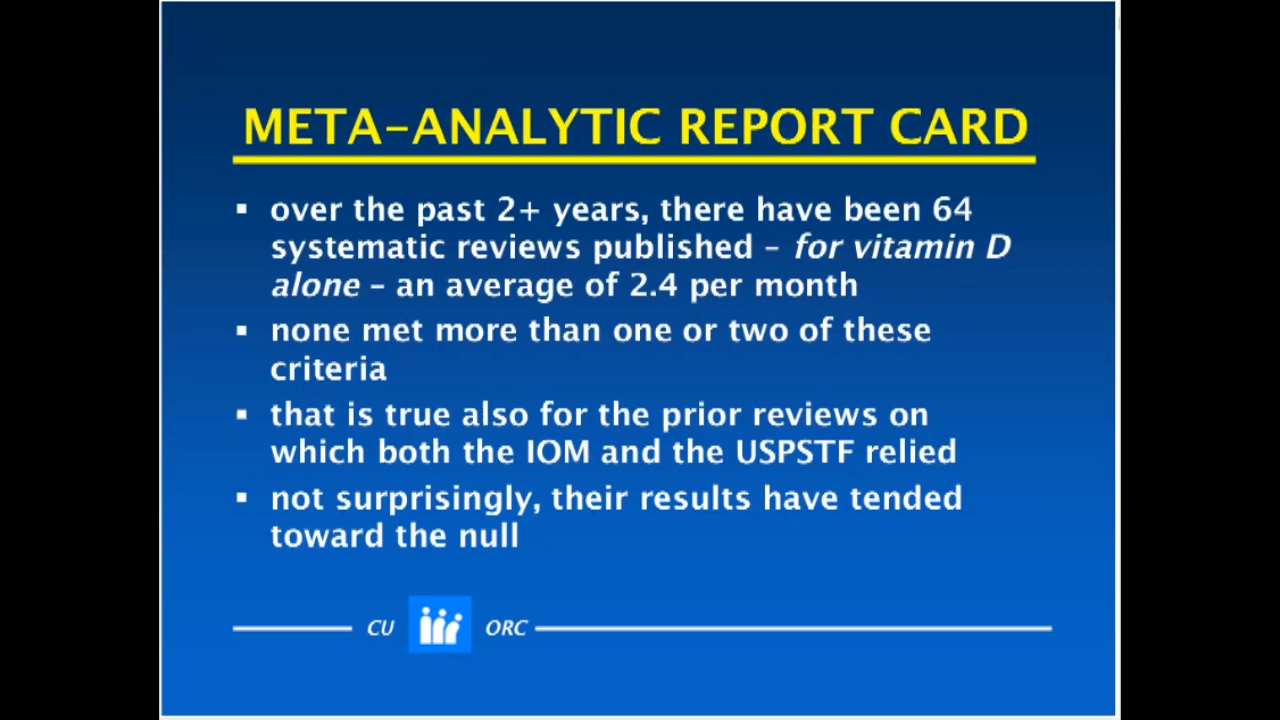 META-ANALYTIC REPORT CARD
▪ over the past 2+ years, there have been 64
systematic reviews published – for vitamin D
alone – an average of 2.4 per month
▪ none met more than one or two of these
criteria
▪ that is true also for the prior reviews on
which both the IOM and the USPSTF relied
▪ not surprisingly, their results have tended
toward the null
CU ORC